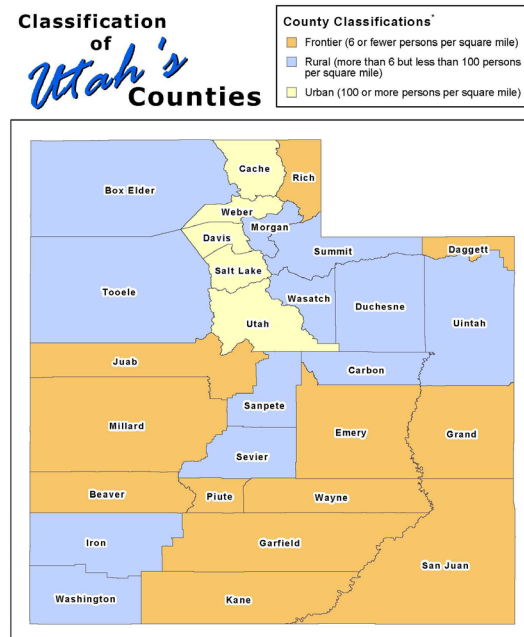 Classification
of
Utah's
Counties
County Classifications*
Frontier (6 or fewer persons per square mile)
Rural (more than 6 but less than 100 persons
per square mile)
Urban (100 or more persons per square mile)
Cache
Rich
Box Elder
Weber
Morgan
Davis
Summit
Daggett
Salt Lake
Tooele
Wasatch
Duchesne
Uintah
Utah
Juab
Carbon
Sanpete
Millard
Emery
Grand
Sevier
Beaver
Piute
Wayne
Iron
Garfield
San Juan
Washington
Kane